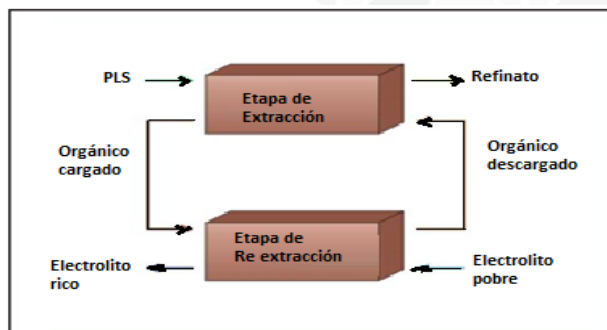 PLS
Refinato
Etapa de
Extracción
Orgánico
cargado
Orgánico
descargado
Etapa de
Re extracción
Electrolito
rico
Electrolito
pobre